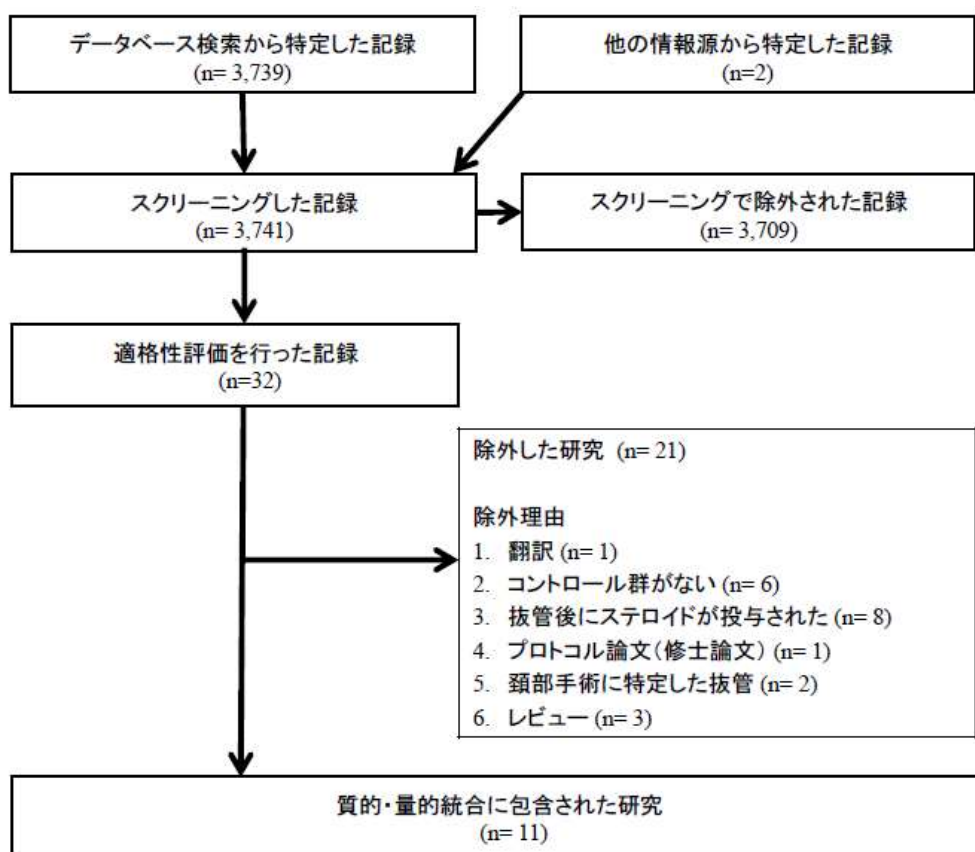 データベース検索から特定した記録
(n= 3,739)
他の情報源から特定した記録
(n=2)
スクリーニングした記録
(n= 3,741)
スクリーニングで除外された記録
(n= 3,709)
適格性評価を行った記録
(n=32)
除外した研究 (n= 21)
除外理由
1. 翻訳 (n= 1)
2. コントロール群がない (n= 6)
3. 抜管後にステロイドが投与された (n= 8)
4. プロトコル論文(修士論文) (n= 1)
5. 頚部手術に特定した抜管 (n= 2)
6. レビュー (n= 3)
質的・量的統合に包含された研究
(n= 11)